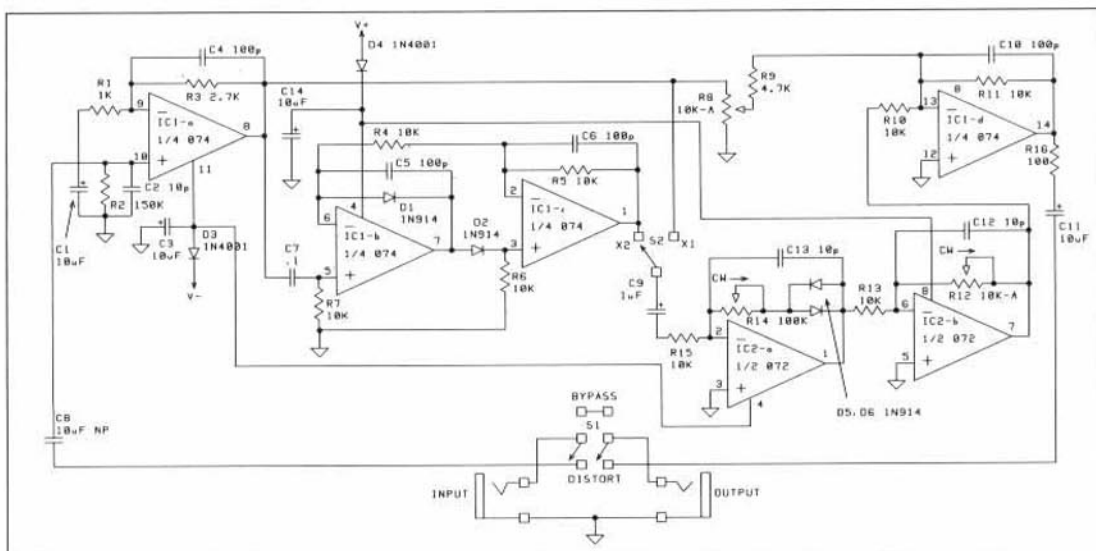 V+
D4 1N4001
C4 100p
R3 2.7K
R1
1K
9
IC1-a
1/4 074
8
10
11
C2 10p
R2
150K
C1
10uF
C3
10uF
D3
1N4001
V-
C14
10uF
R4 10K
C5 100p
D1
1N914
4
6
IC1-b
1/4 074
7
5
C7
.1
R7
10K
D2
1N914
R6
10K
C6 100p
R5 10K
2
IC1-c
1/4 074
1
3
X2
S2
X1
C9
1uF
R15
10K
R8
10K-A
R9
4.7K
C10 100p
R11 10K
R10
10K
13
8
IC1-d
1/4 074
14
12
R16
100
C11
10uF
C13 10p
CW
R14 100K
2
IC2-a
1/2 072
1
3
4
D5,D6 1N914
R13
10K
C12 10p
CW
R12 10K-A
6
8
IC2-b
1/2 072
7
5
C8
10uF NP
BYPASS
S1
DISTORT
INPUT
OUTPUT